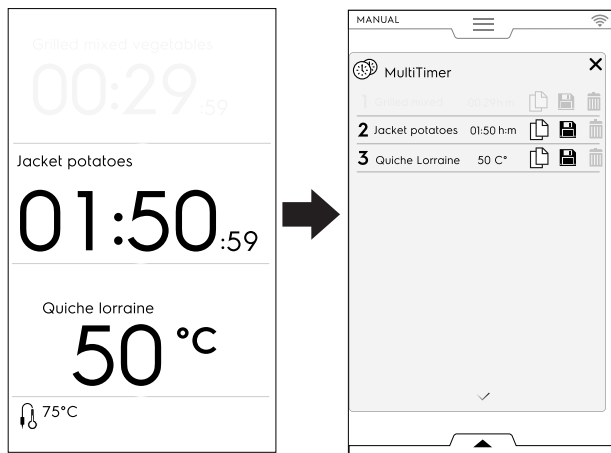 Grilled mixed vegetables
00:29:59
Jacket potatoes
01:50:59
Quiche lorraine
50 °C
75°C
MANUAL
MultiTimer
1 Grilled mixed
2 Jacket potatoes 01:50 h:m
3 Quiche Lorraine 50 C°